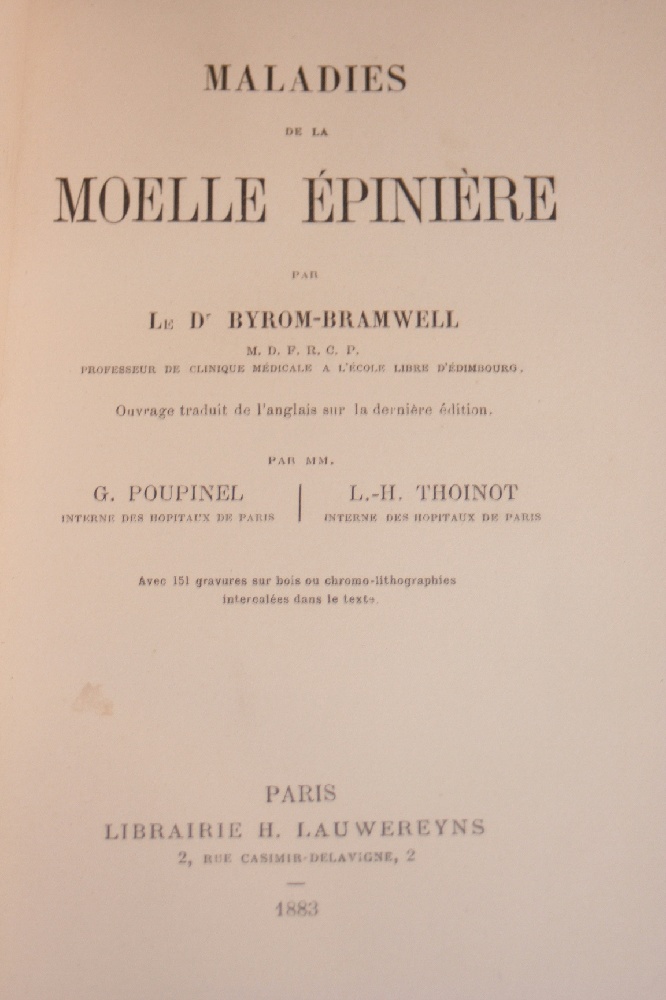 MALADIES
DE LA
MOELLE ÉPINIÈRE
PAR
LE Dr BYROM-BRAMWELL
M. D. F. R. C. P.
PROFESSEUR DE CLINIQUE MÉDICALE A L'ÉCOLE LIBRE D'ÉDIMBOURG.
Ouvrage traduit de l'anglais sur la dernière édition.
PAR MM.
G. POUPINEL
INTERNE DES HOPITAUX DE PARIS
L.-H. THOINOT
INTERNE DES HOPITAUX DE PARIS
Avec 151 gravures sur bois ou chromo-lithographies
intercalées dans le texte.
PARIS
LIBRAIRIE H. LAUWEREYNS
2, RUE CASIMIR-DELAVIGNE, 2
1883